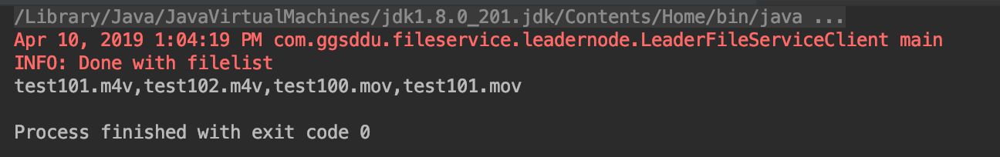 /Library/Java/JavaVirtualMachines/jdk1.8.0_201.jdk/Contents/Home/bin/java ...
Apr 10, 2019 1:04:19 PM com.ggsddu.fileservice.leadernode.LeaderFileServiceClient main
INFO: Done with filelist
test101.m4v,test102.m4v,test100.mov,test101.mov
Process finished with exit code 0